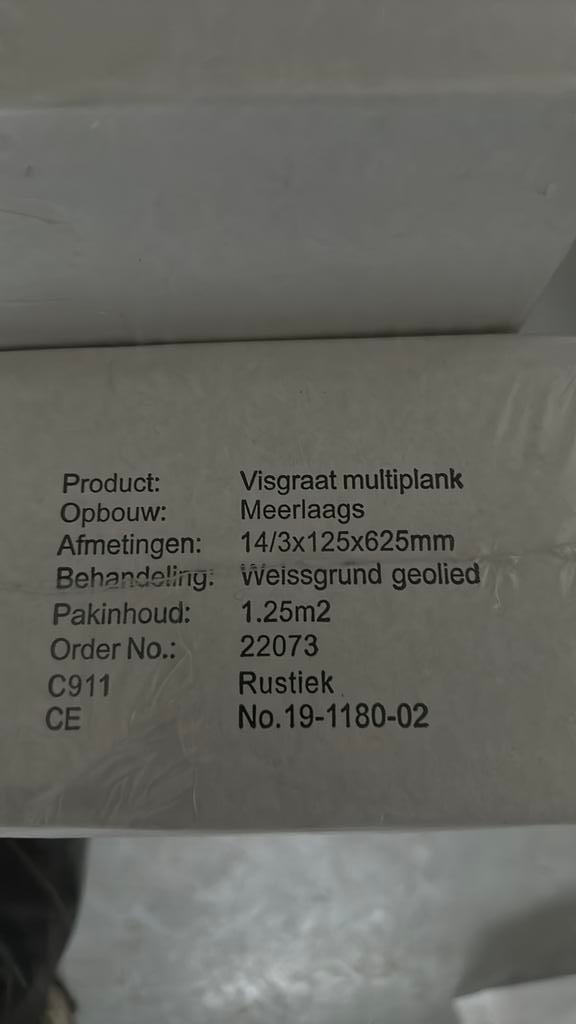 Product: Visgraat multiplank
Opbouw: Meerlaags
Afmetingen: 14/3x125x625mm
Behandeling: Weissgrund geolied
Pakinhoud: 1.25m2
Order No.: 22073
C911 Rustiek
CE No.19-1180-02